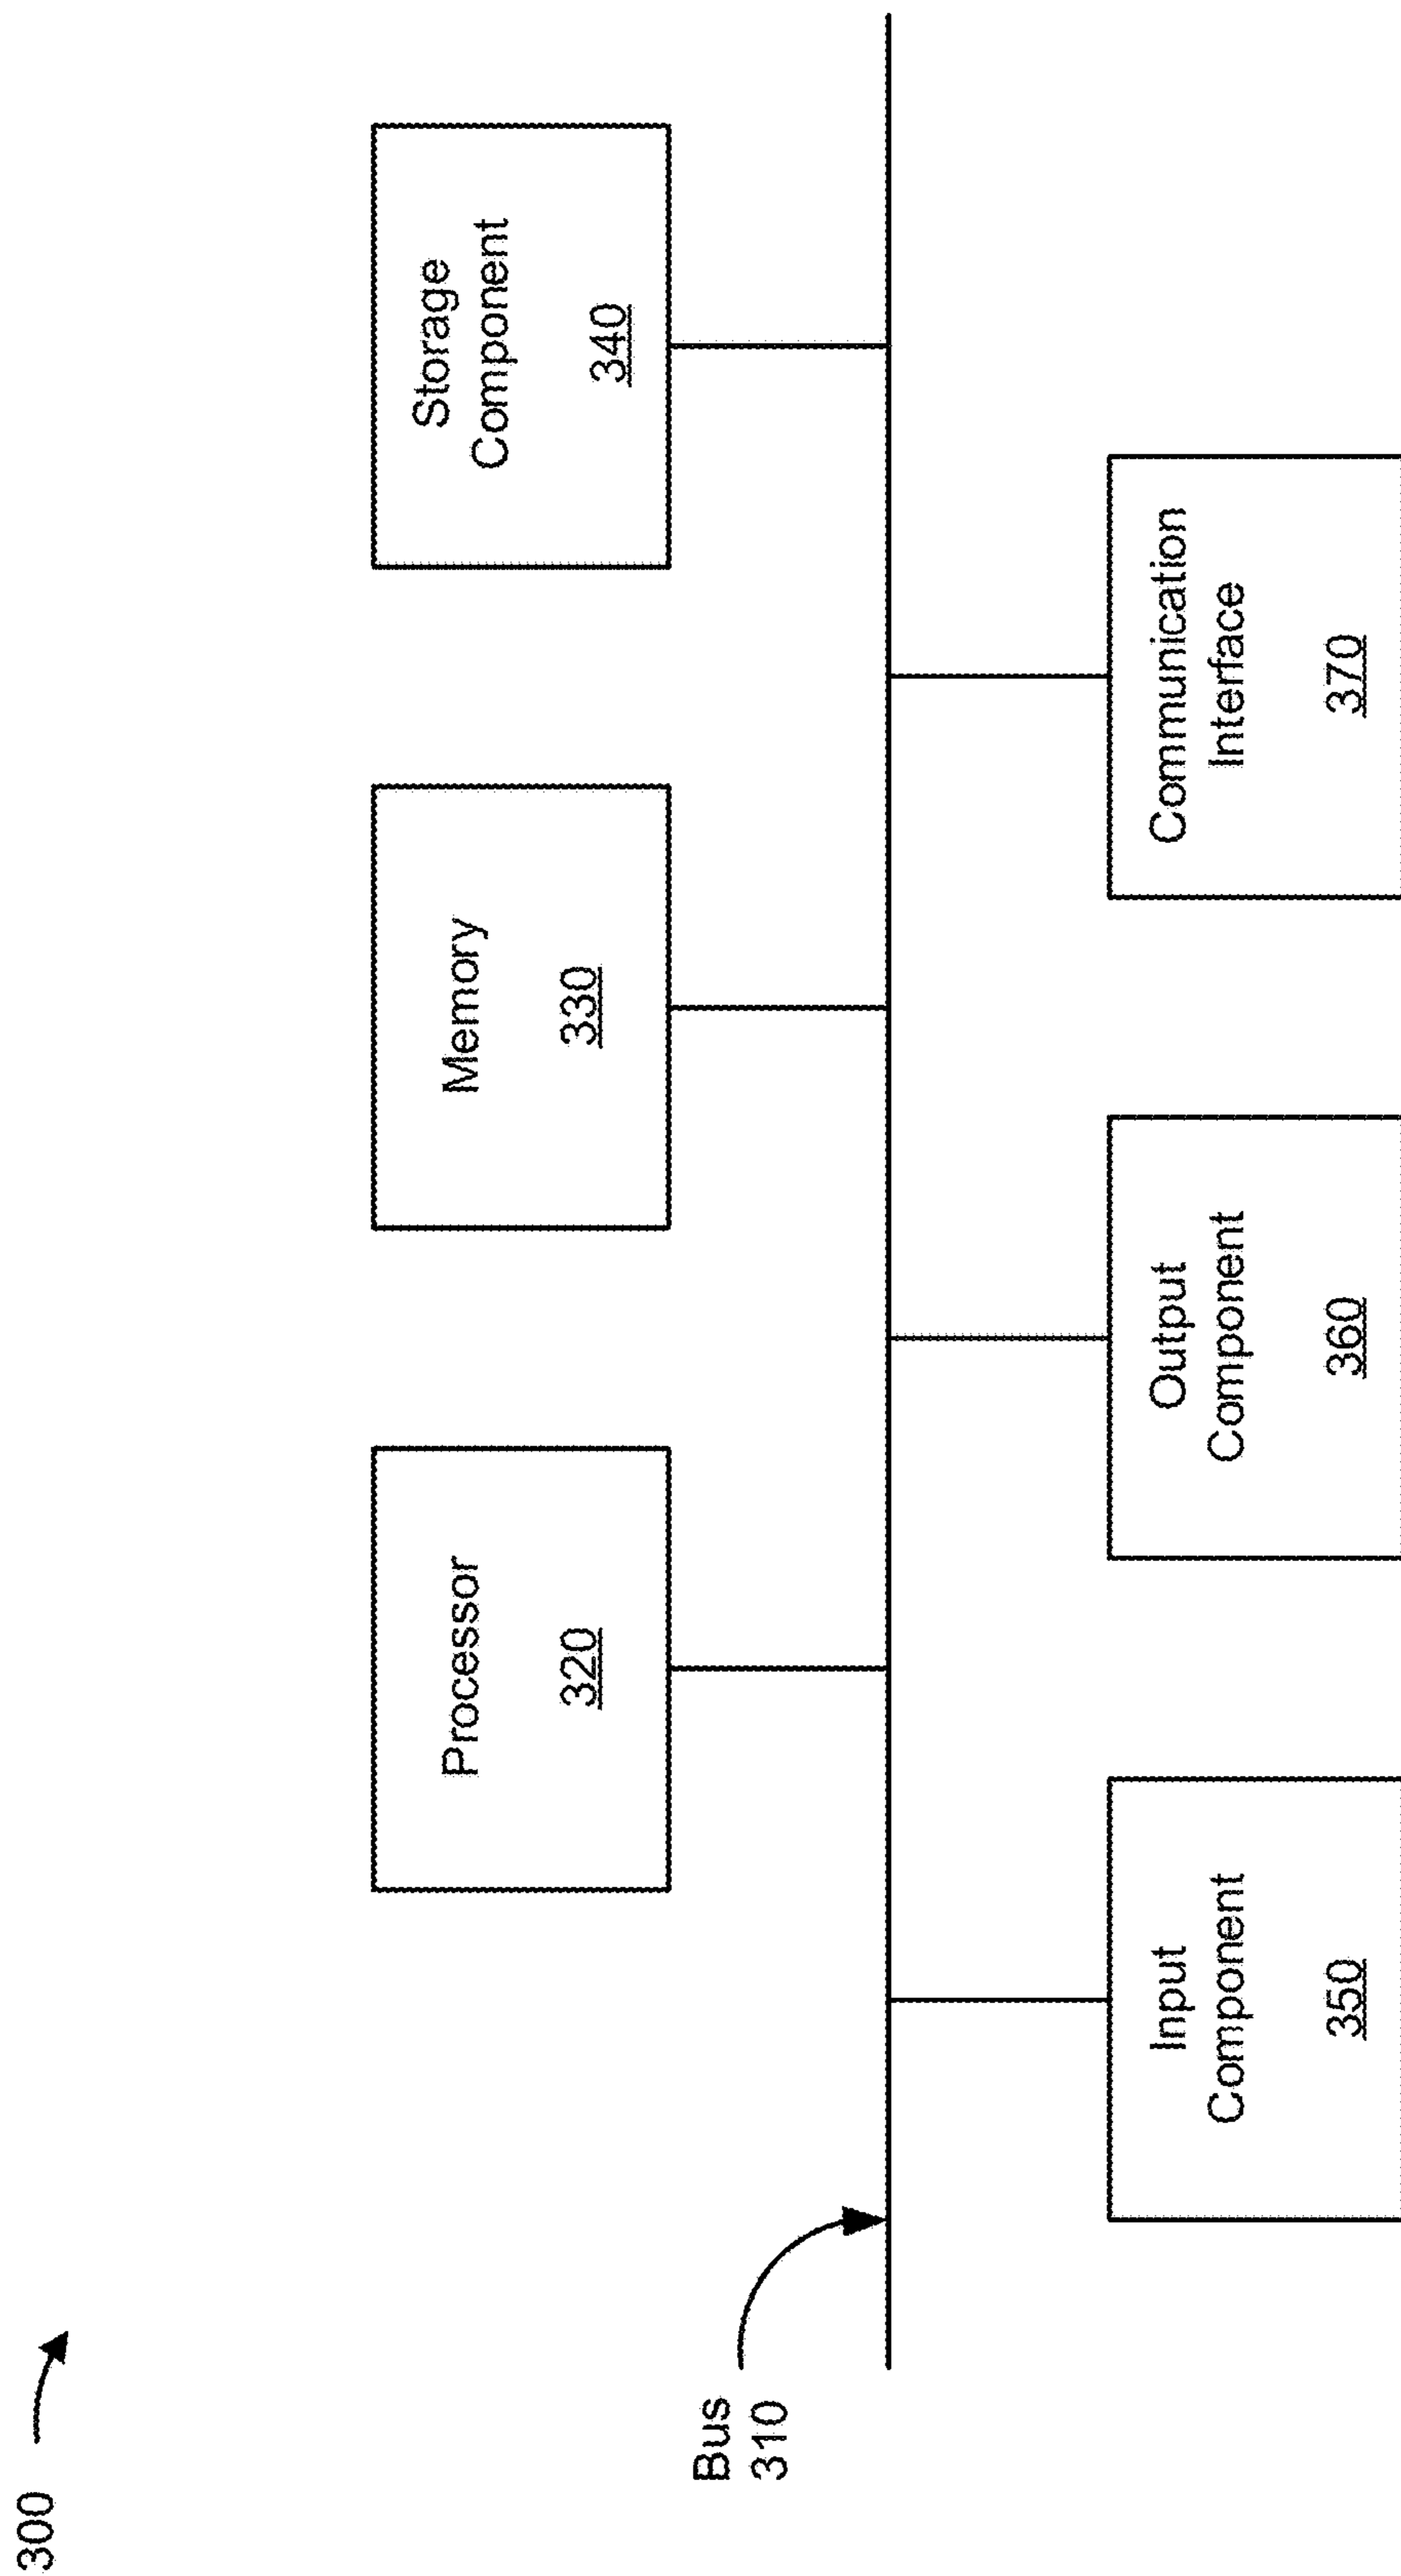 300
Processor
320
Memory
330
Storage
Component
340
Bus
310
Input
Component
350
Output
Component
360
Communication
Interface
370